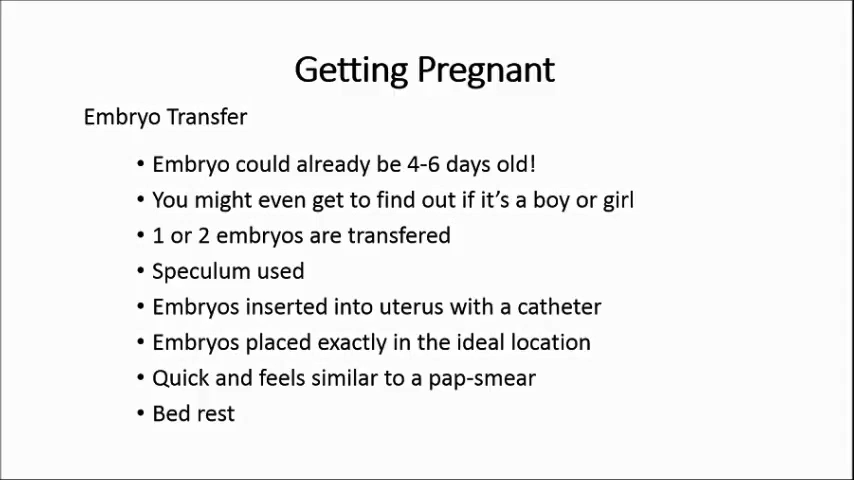 Getting Pregnant
Embryo Transfer
• Embryo could already be 4-6 days old!
• You might even get to find out if it’s a boy or girl
• 1 or 2 embryos are transfered
• Speculum used
• Embryos inserted into uterus with a catheter
• Embryos placed exactly in the ideal location
• Quick and feels similar to a pap-smear
• Bed rest